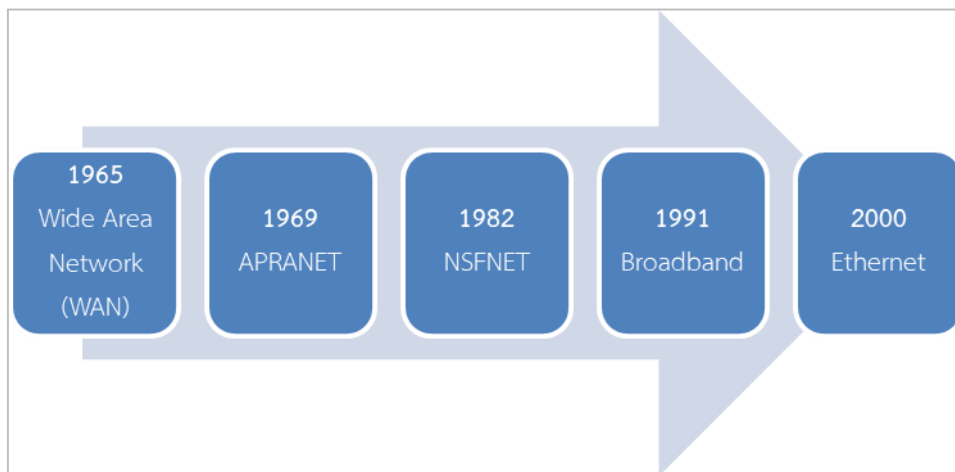 1965
Wide Area
Network
(WAN)
1969
APRANET
1982
NSFNET
1991
Broadband
2000
Ethernet